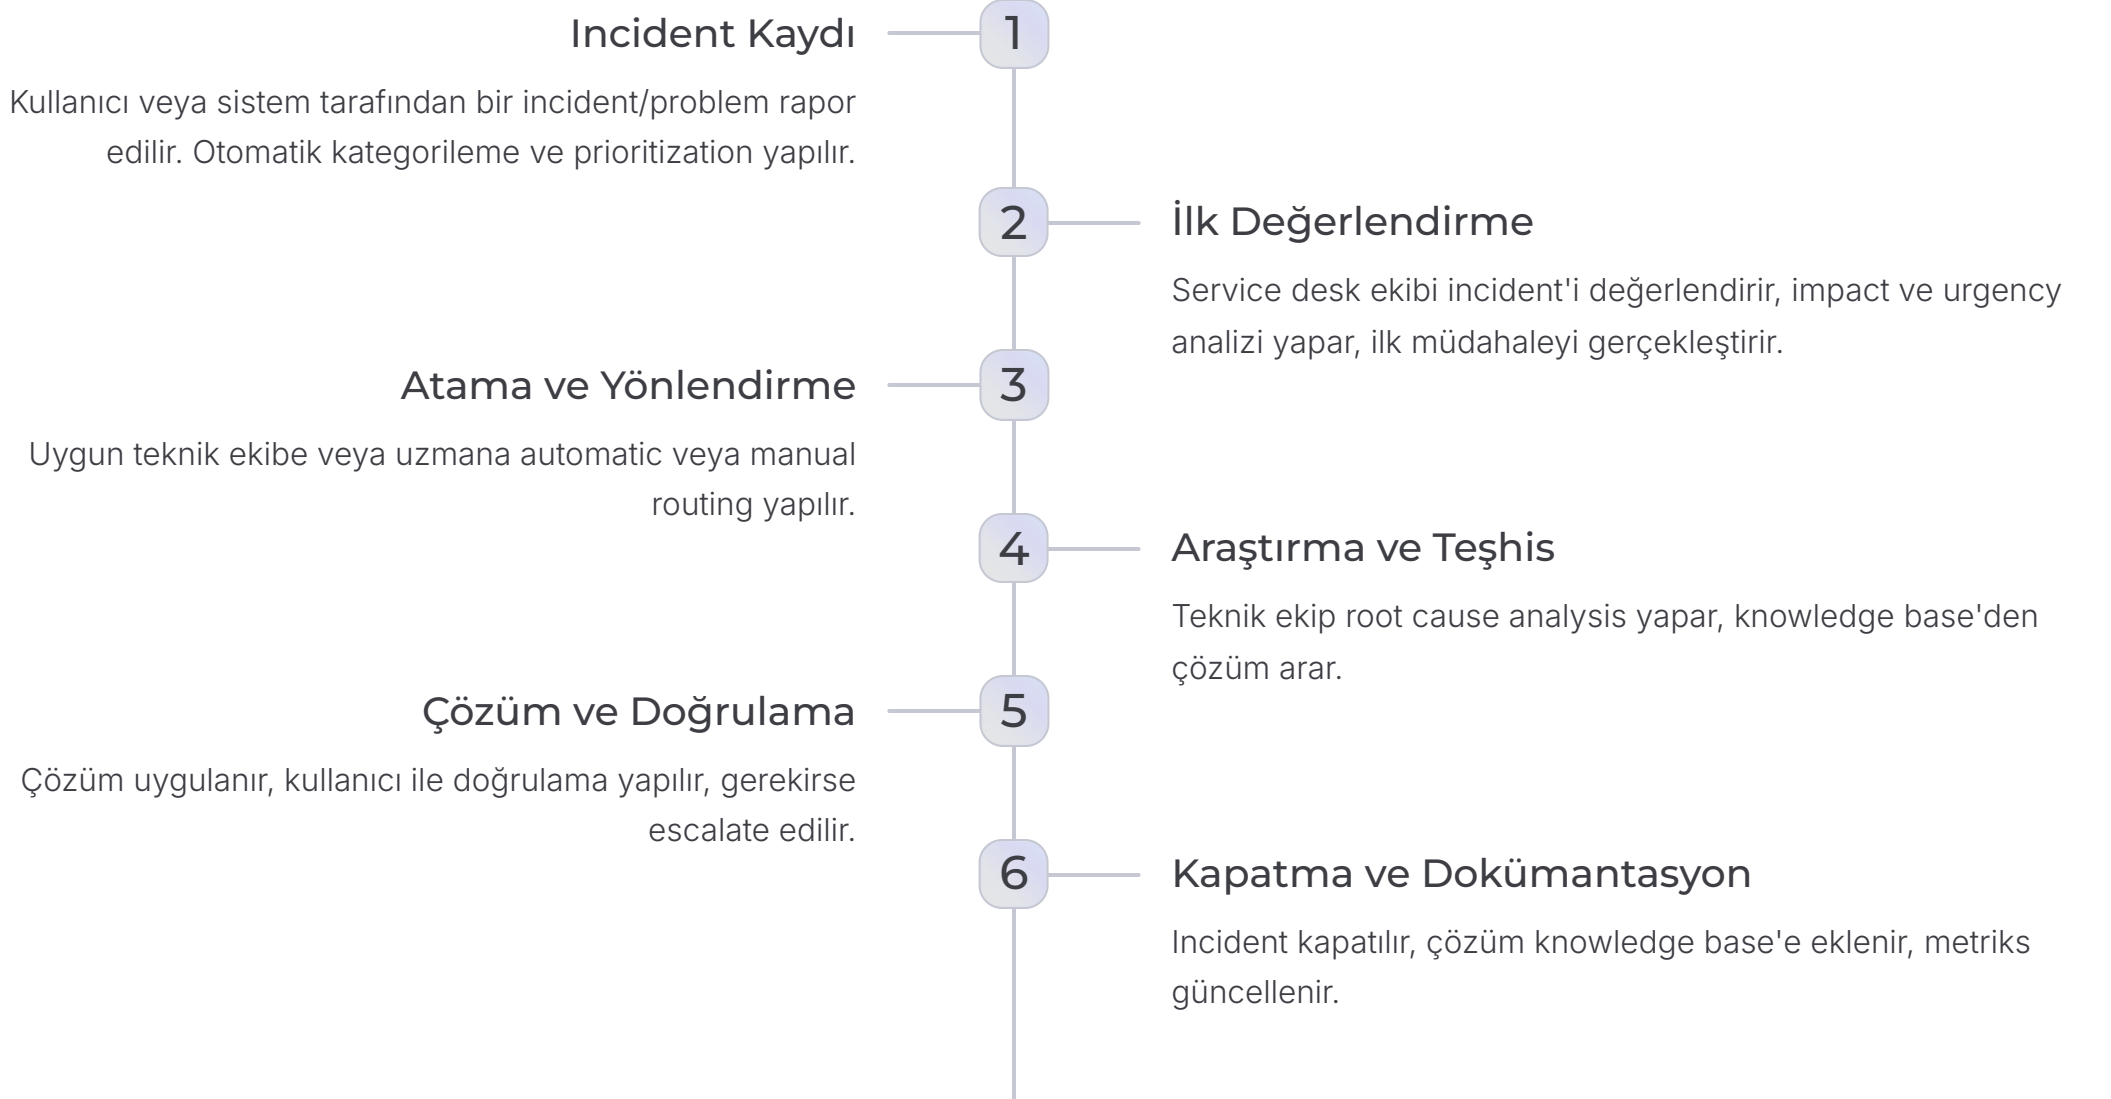 Incident Kaydı
1
Kullanıcı veya sistem tarafından bir incident/problem rapor
edilir. Otomatik kategorileme ve prioritization yapılır.
2
İlk Değerlendirme
Service desk ekibi incident'i değerlendirir, impact ve urgency
analizi yapar, ilk müdahaleyi gerçekleştirir.
Atama ve Yönlendirme
3
Uygun teknik ekibe veya uzmana automatic veya manual
routing yapılır.
4
Araştırma ve Teşhis
Teknik ekip root cause analysis yapar, knowledge base'den
çözüm arar.
Çözüm ve Doğrulama
5
Çözüm uygulanır, kullanıcı ile doğrulama yapılır, gerekirse
escalate edilir.
6
Kapatma ve Dokümantasyon
Incident kapatılır, çözüm knowledge base'e eklenir, metriks
güncellenir.